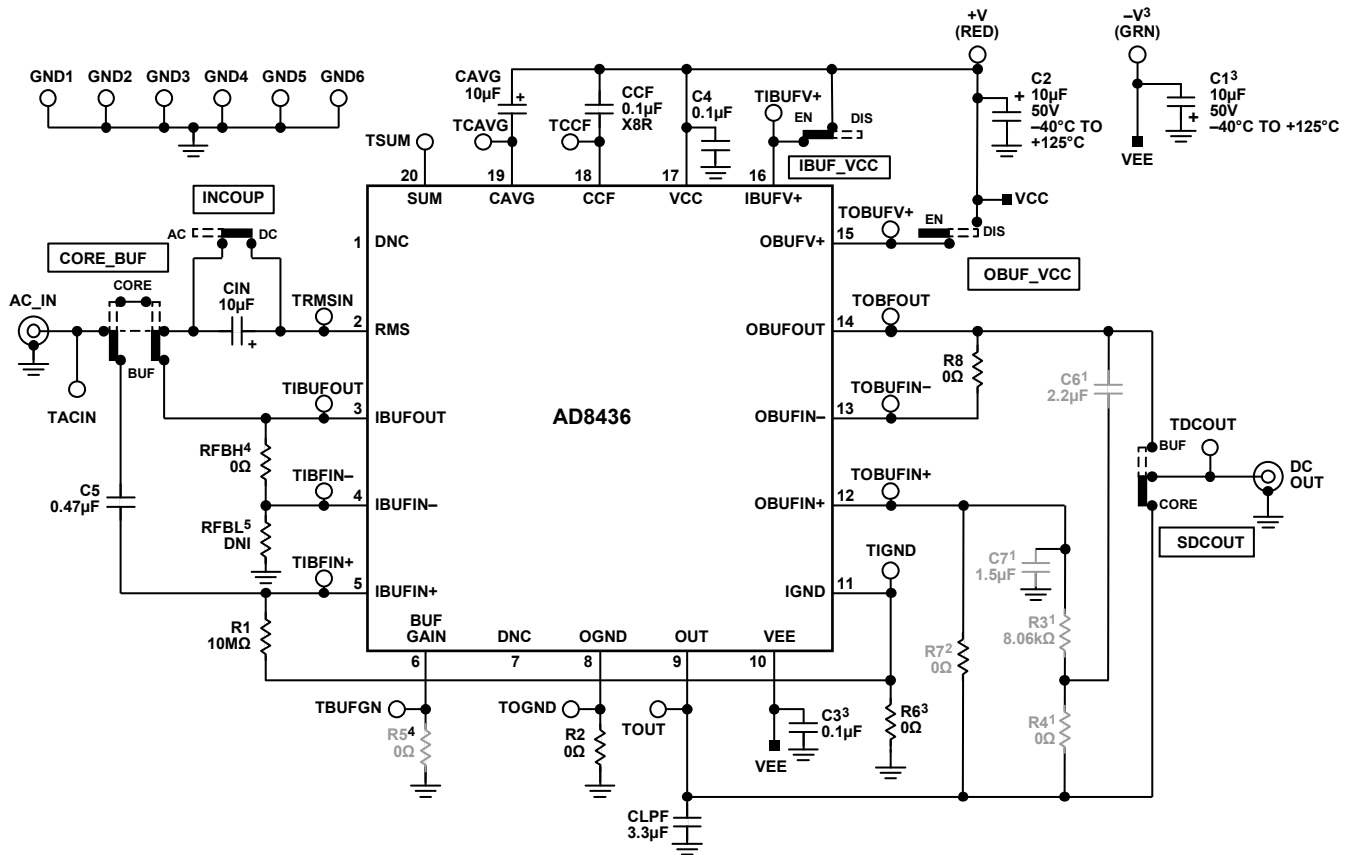 +V
(RED)
–V³
(GRN)
GND1 GND2 GND3 GND4 GND5 GND6
CAVG
10µF
+
CCF
0.1µF
X8R
C4
0.1µF
TIBUFV+
EN
DIS
IBUF_VCC
+ C2
10µF
50V
–40°C TO
+125°C
C1³
10µF
50V
+ –40°C TO +125°C
VEE
TSUM
TCAVG
TCCF
20 19 18 17 16
SUM CAVG CCF VCC IBUFV+
VCC
INCOUP
AC
DC
TOBUFV+
EN
DIS
OBUF_VCC
1 DNC
OBUFV+ 15
CORE_BUF
CORE
BUF
AC_IN
TACIN
CIN
10µF
+
TRMSIN
2 RMS
TOBFOUT
OBUFOUT 14
R8
0Ω
C6¹
2.2µF
TIBUFOUT
3 IBUFOUT
AD8436
TOBUFIN–
OBUFIN– 13
TDCOUT
BUF
CORE
DC
OUT
SDCOUT
RFBH⁴
0Ω
TIBFIN–
4 IBUFIN–
TOBUFIN+
OBUFIN+ 12
C5
0.47µF
RFBL⁵
DNI
TIBFIN+
5 IBUFIN+
TIGND
IGND 11
C7¹
1.5µF
R1
10MΩ
BUF
GAIN
DNC OGND OUT VEE
6 7 8 9 10
R7²
0Ω
R3¹
8.06kΩ
TBUFGN
R5⁴
0Ω
TOGND
R2
0Ω
TOUT
C3³
0.1µF
VEE
R6³
0Ω
R4¹
0Ω
CLPF
3.3µF